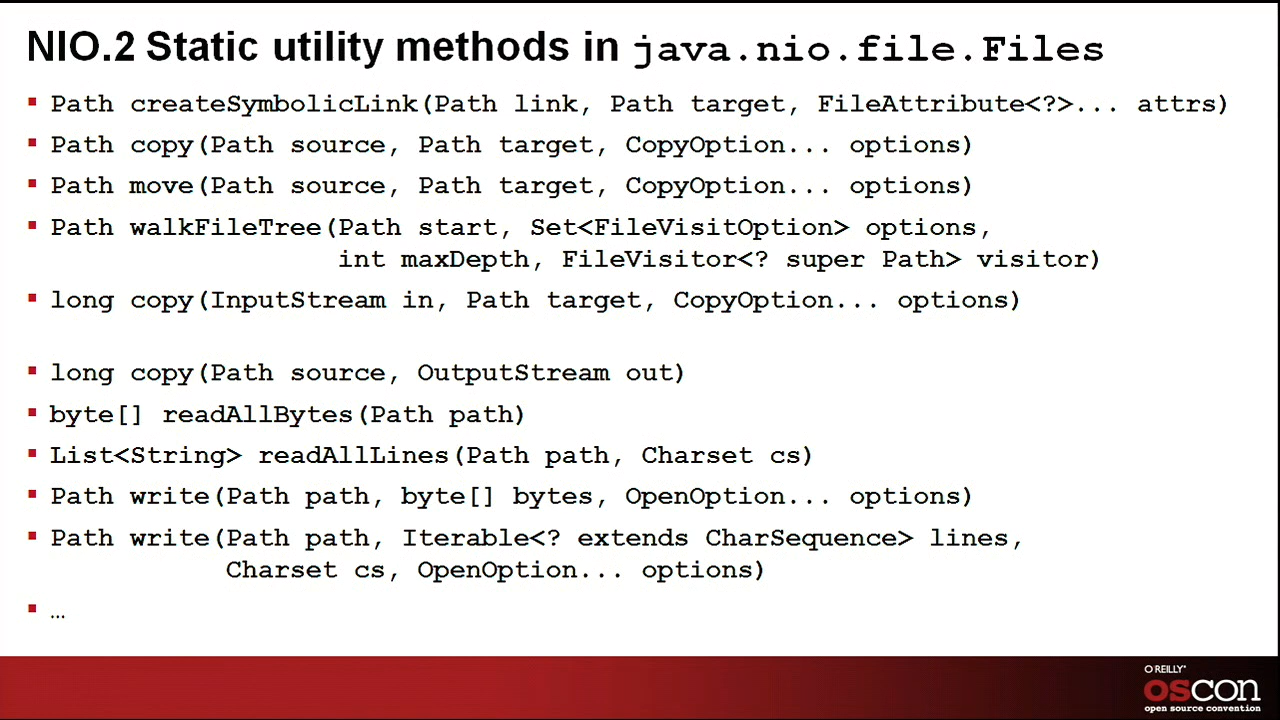 NIO.2 Static utility methods in java.nio.file.Files
▪ Path createSymbolicLink(Path link, Path target, FileAttribute<?>... attrs)
▪ Path copy(Path source, Path target, CopyOption... options)
▪ Path move(Path source, Path target, CopyOption... options)
▪ Path walkFileTree(Path start, Set<FileVisitOption> options,
int maxDepth, FileVisitor<? super Path> visitor)
▪ long copy(InputStream in, Path target, CopyOption... options)
▪ long copy(Path source, OutputStream out)
▪ byte[] readAllBytes(Path path)
▪ List<String> readAllLines(Path path, Charset cs)
▪ Path write(Path path, byte[] bytes, OpenOption... options)
▪ Path write(Path path, Iterable<? extends CharSequence> lines,
Charset cs, OpenOption... options)
▪ …
O'REILLY®
oscon
open source convention